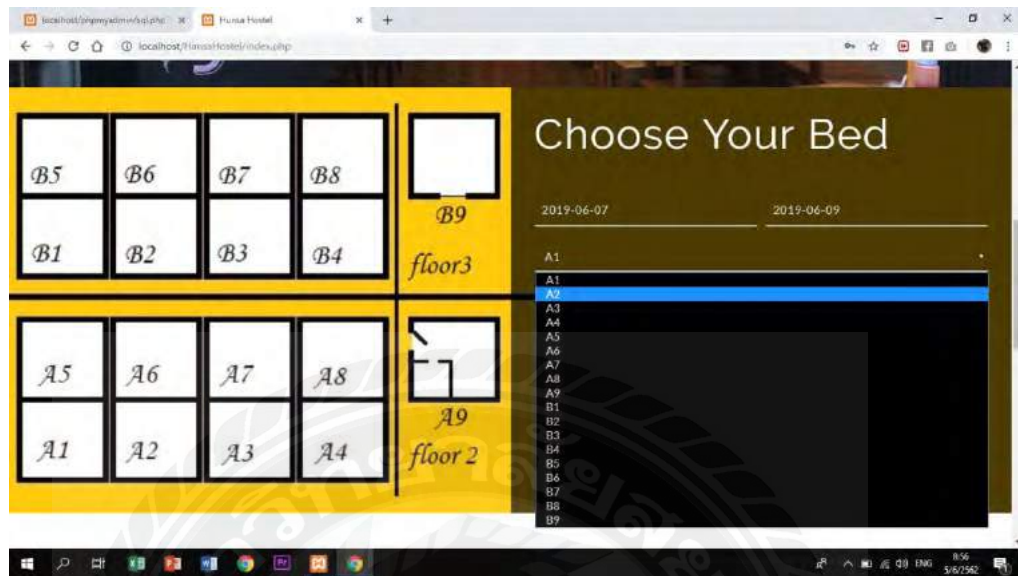 localhost/phpmyadmin/sql.php
Hunsa Hostel
localhost/HunsaHostel/index.php
B5 B6 B7 B8
B9
B1 B2 B3 B4
floor3
A5 A6 A7 A8
A9
A1 A2 A3 A4
floor 2
Choose Your Bed
2019-06-07 2019-06-09
A1
A1
A2
A3
A4
A5
A6
A7
A8
A9
B1
B2
B3
B4
B5
B6
B7
B8
B9
ENG
8:56
5/6/2562